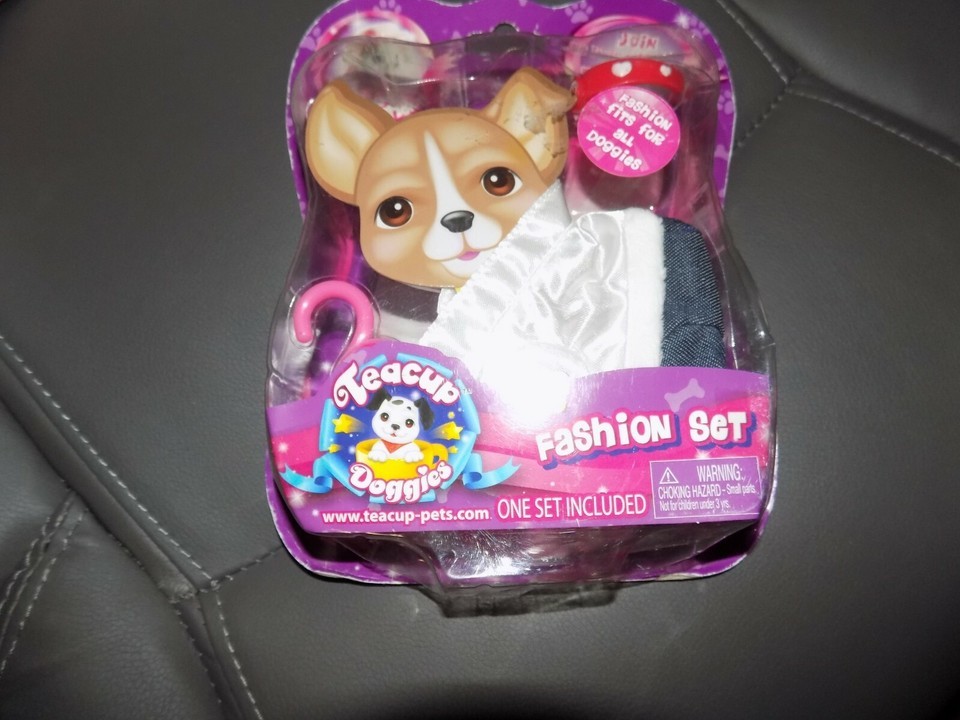 JOIN
FASHION
FITS FOR
ALL
DOGGIES
Teacup
Doggies
FASHION SET
www.teacup-pets.com
ONE SET INCLUDED
WARNING:
CHOKING HAZARD - Small parts.
Not for children under 3 yrs.